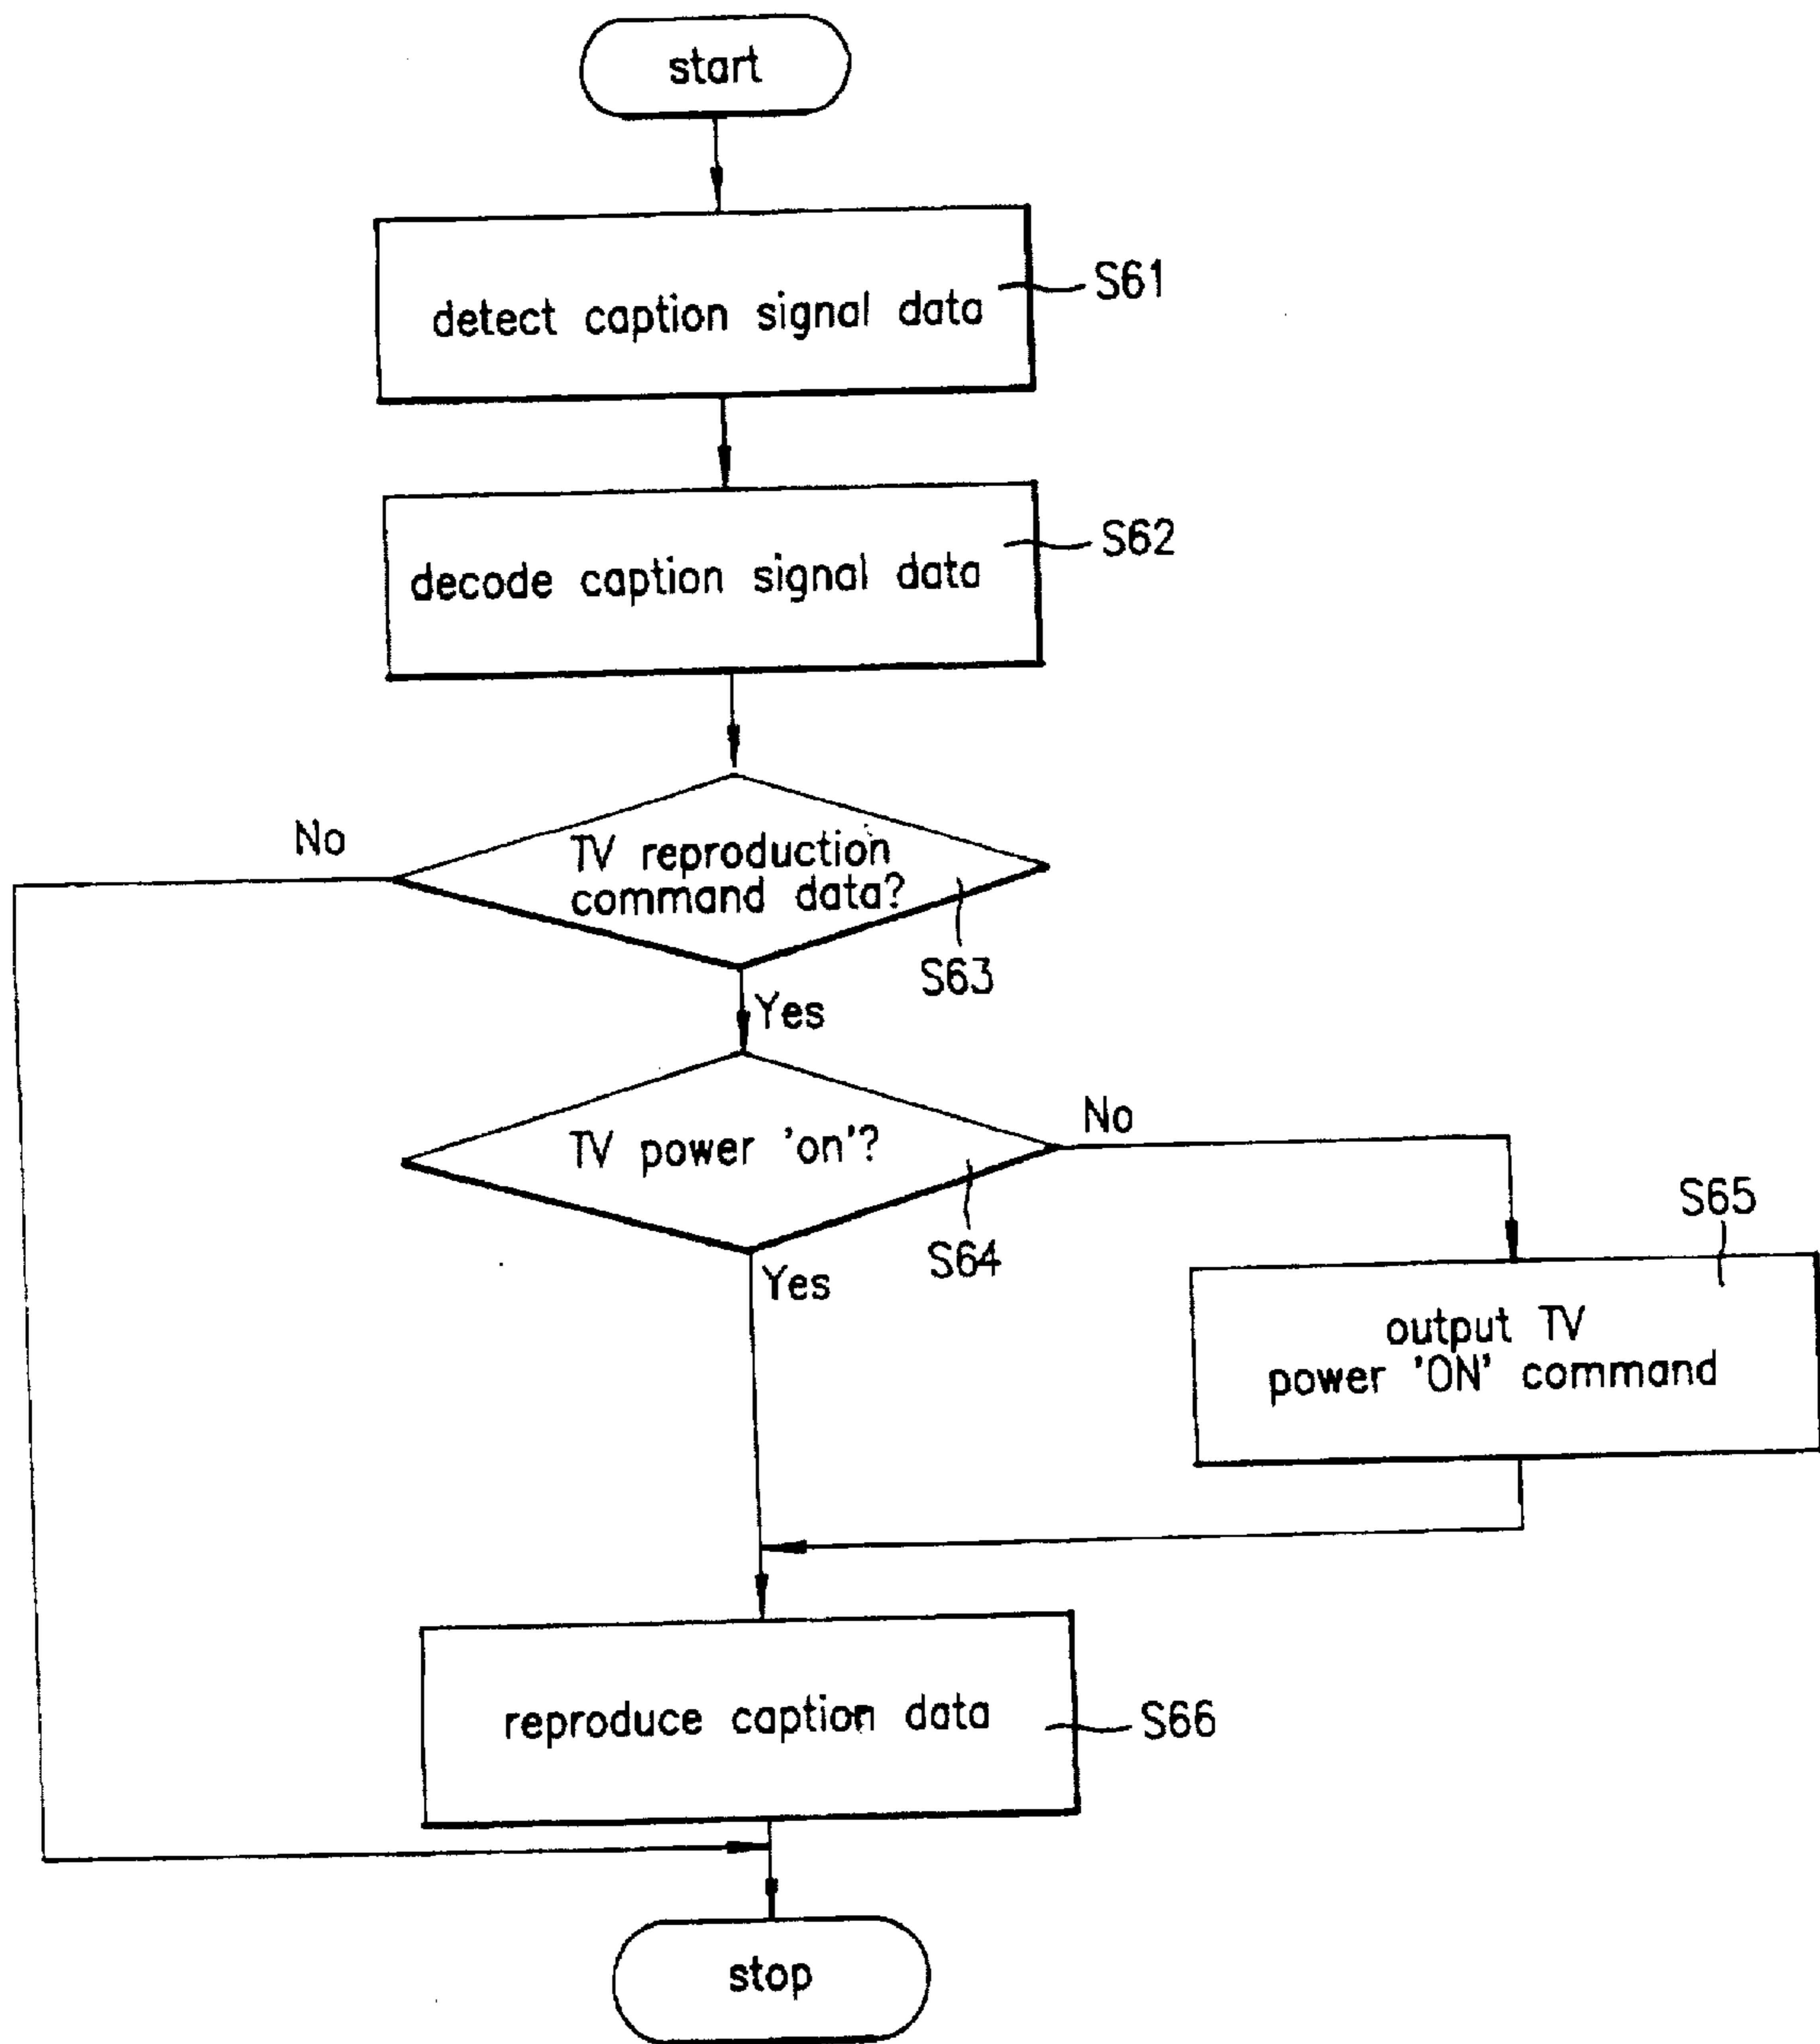 start
detect caption signal data
S61
decode caption signal data
S62
No
TV reproduction
command data?
S63
Yes
TV power 'on'?
No
S64
Yes
S65
output TV
power 'ON' command
reproduce caption data
S66
stop